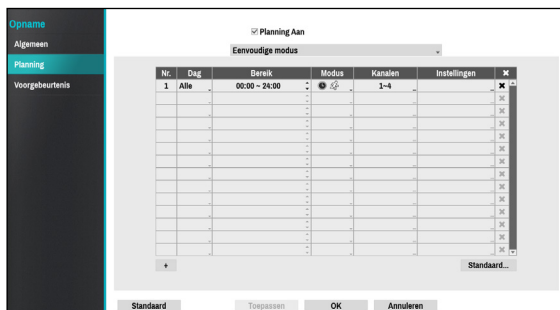 Opname
Algemeen
Planning
Voorgebeurtenis
Planning Aan
Eenvoudige modus
Nr. Dag Bereik Modus Kanalen Instellingen
1 Alle 00:00 ~ 24:00 1~4
+ Standaard...
Standaard Toepassen OK Annuleren